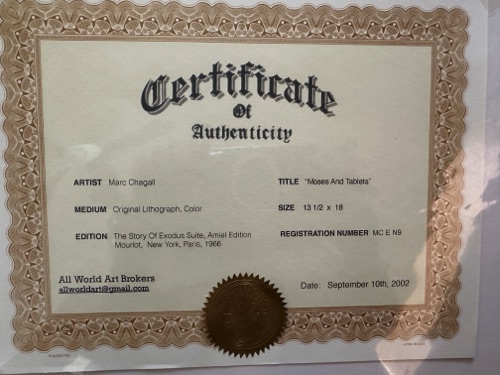 Certificate
Of
Authenticity
ARTIST Marc Chagall
TITLE "Moses And Tablets"
MEDIUM Original Lithograph, Color
SIZE 13 1/2 x 18
EDITION The Story Of Exodus Suite, Amiel Edition
Mourlot, New York, Paris, 1966
REGISTRATION NUMBER MC E N9
All World Art Brokers
allworldart@gmail.com
Date: September 10th, 2002